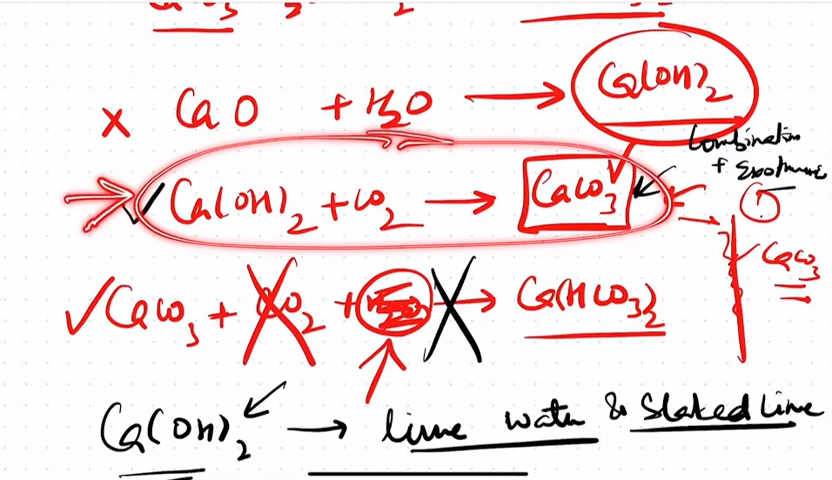 CaO + H₂O → Ca(OH)₂
Combination
+ Exothermic
Ca(OH)₂ + CO₂ → CaCO₃
CaCO₃
CaCO₃ + CO₂ + → Ca(HCO₃)₂
Ca(OH)₂ → lime water & Slaked Lime